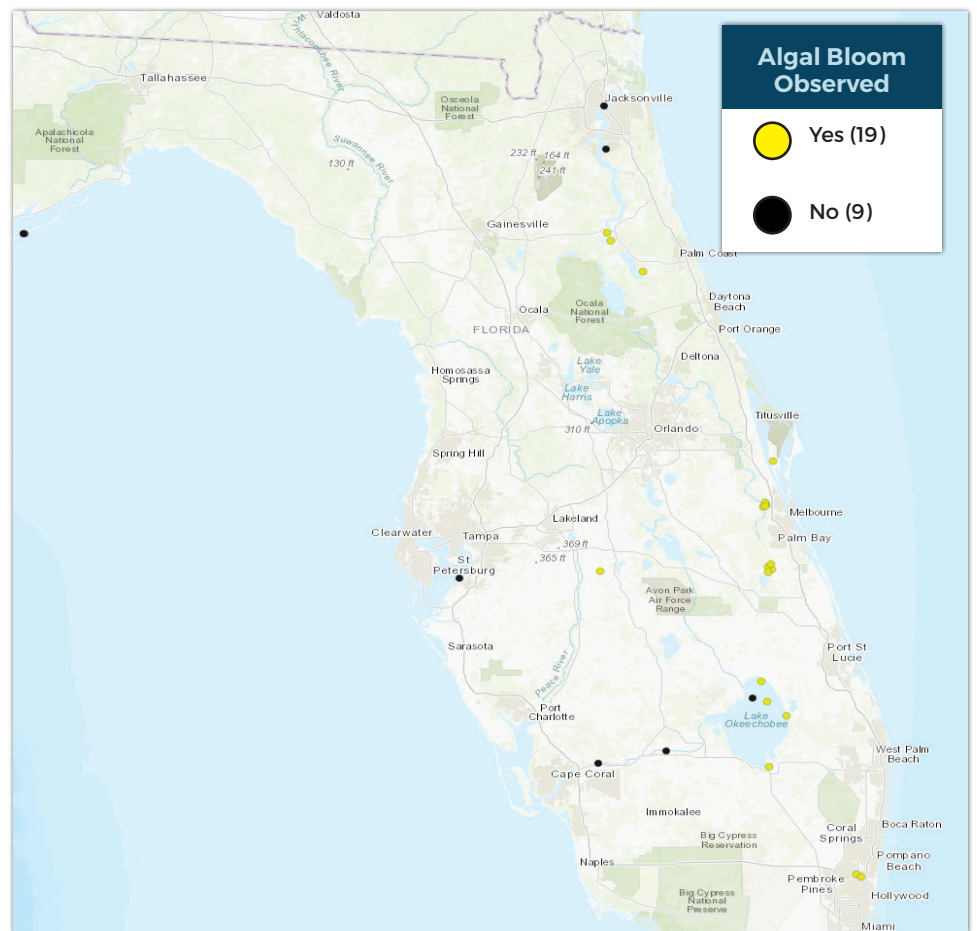 Valdosta
Algal Bloom
Observed
Yes (19)
No (9)
Tallahassee
Osceola
National
Forest
Jacksonville
Apalachicola
National
Forest
Suwannee River
130 ft
232 ft
164 ft
241 ft
Gainesville
Palm Coast
Ocala
National
Forest
Ocala
Daytona
Beach
FLORIDA
Port Orange
Deltona
Lake
Yale
Homosassa
Springs
Lake
Harris
Lake
Apopka
310 ft
Orlando
Titusville
Spring Hill
Melbourne
Lakeland
Clearwater
Tampa
Palm Bay
369 ft
365 ft
St
Petersburg
Avon Park
Air Force
Range
Sarasota
Port St
Lucie
Peace River
Port
Charlotte
Lake
Okeechobee
West Palm
Beach
Cape Coral
Immokalee
Coral
Springs
Boca Raton
Big Cypress
Reservation
Naples
Pompano
Beach
Pembroke
Pines
Hollywood
Big Cypress
National
Preserve
Miami